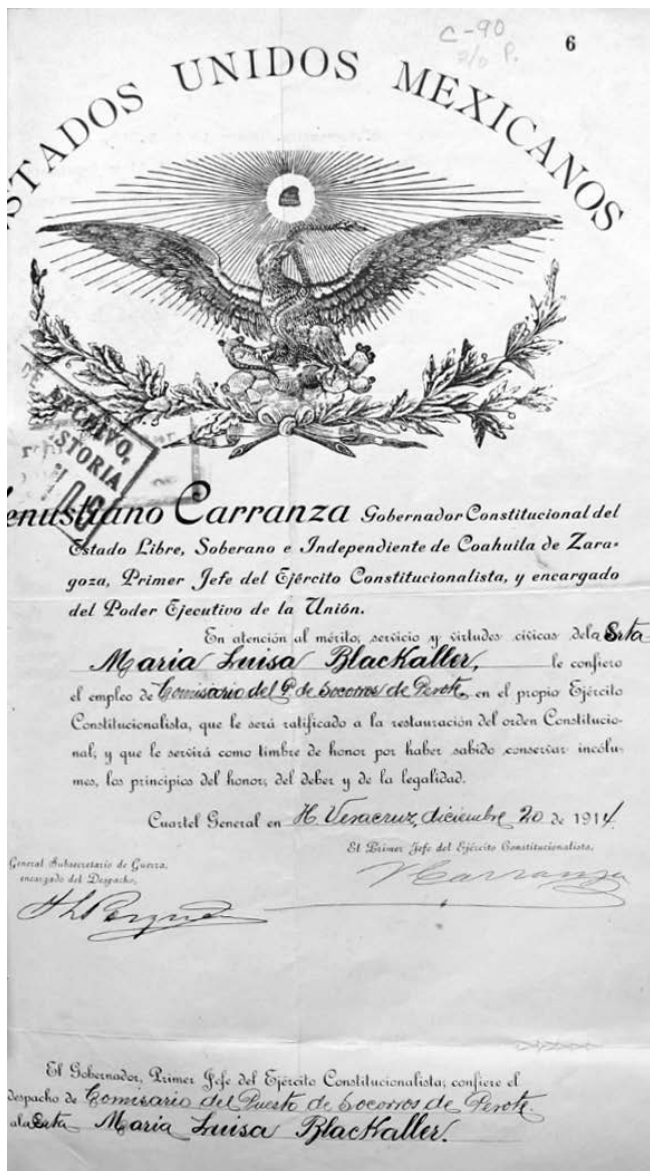 C-90
6
ESTADOS UNIDOS MEXICANOS
DE ARCHIVO,
STORIA
enustiano Carranza Gobernador Constitucional del
Estado Libre, Soberano e Independiente de Coahuila de Zara-
goza, Primer Jefe del Ejército Constitucionalista, y encargado
del Poder Ejecutivo de la Unión.
En atención al mérito, servicio y virtudes cívicas de la Srta
María Luisa Blackaller, le confiero
el empleo de Comisario del P. de Socorros de Perote, en el propio Ejército
Constitucionalista, que le será ratificado a la restauración del orden Constitucio-
nal; y que le servirá como timbre de honor por haber sabido conservar incólu-
mes, los principios del honor, del deber y de la legalidad.
Cuartel General en H. Veracruz, diciembre 20 de 1914.
El Primer Jefe del Ejército Constitucionalista,
General Subsecretario de Guerra,
encargado del Despacho,
VCarranza
El Gobernador, Primer Jefe del Ejército Constitucionalista, confiere el
despacho de Comisario del Puesto de Socorros de Perote.
a la Srta María Luisa Blackaller.